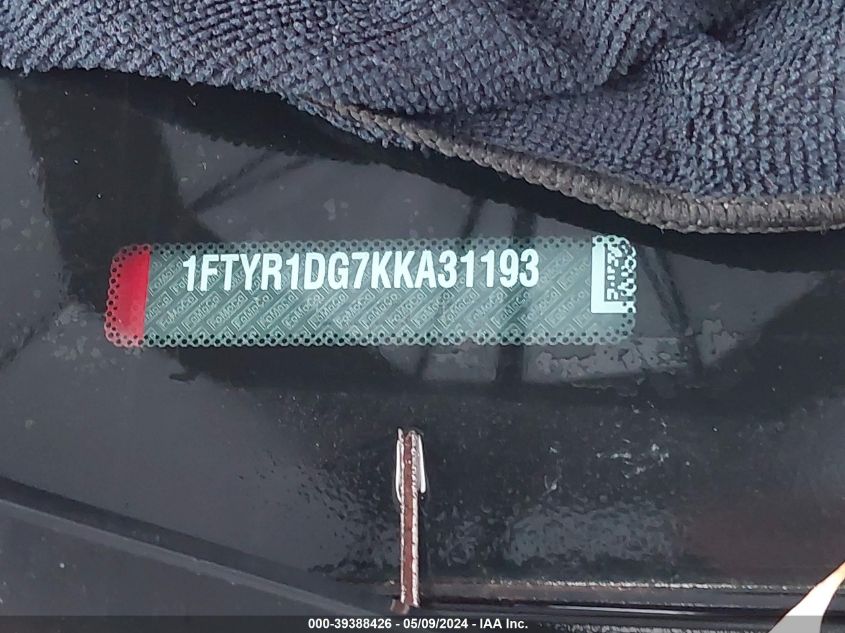 1FTYR1DG7KKA31193
000-39388426 - 05/09/2024 - IAA Inc.